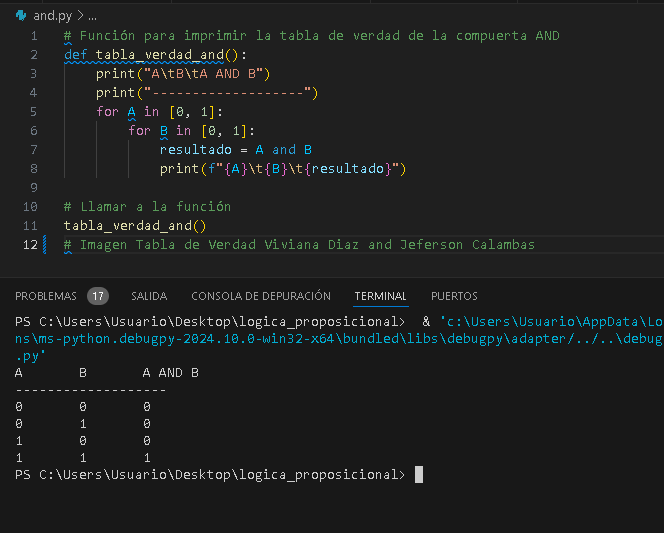 and.py > ...
1 # Función para imprimir la tabla de verdad de la compuerta AND
2 def tabla_verdad_and():
3     print("A\tB\tA AND B")
4     print("-------------------")
5     for A in [0, 1]:
6         for B in [0, 1]:
7             resultado = A and B
8             print(f"{A}\t{B}\t{resultado}")
9
10 # Llamar a la función
11 tabla_verdad_and()
12 # Imagen Tabla de Verdad Viviana Diaz and Jeferson Calambas
PROBLEMAS 17 SALIDA CONSOLA DE DEPURACIÓN TERMINAL PUERTOS
PS C:\Users\Usuario\Desktop\logica_proposicional>  & 'c:\Users\Usuario\AppData\Lo
ns\ms-python.debugpy-2024.10.0-win32-x64\bundled\libs\debugpy\adapter/../..\debug
.py'
A       B       A AND B
-------------------
0       0       0
0       1       0
1       0       0
1       1       1
PS C:\Users\Usuario\Desktop\logica_proposicional>